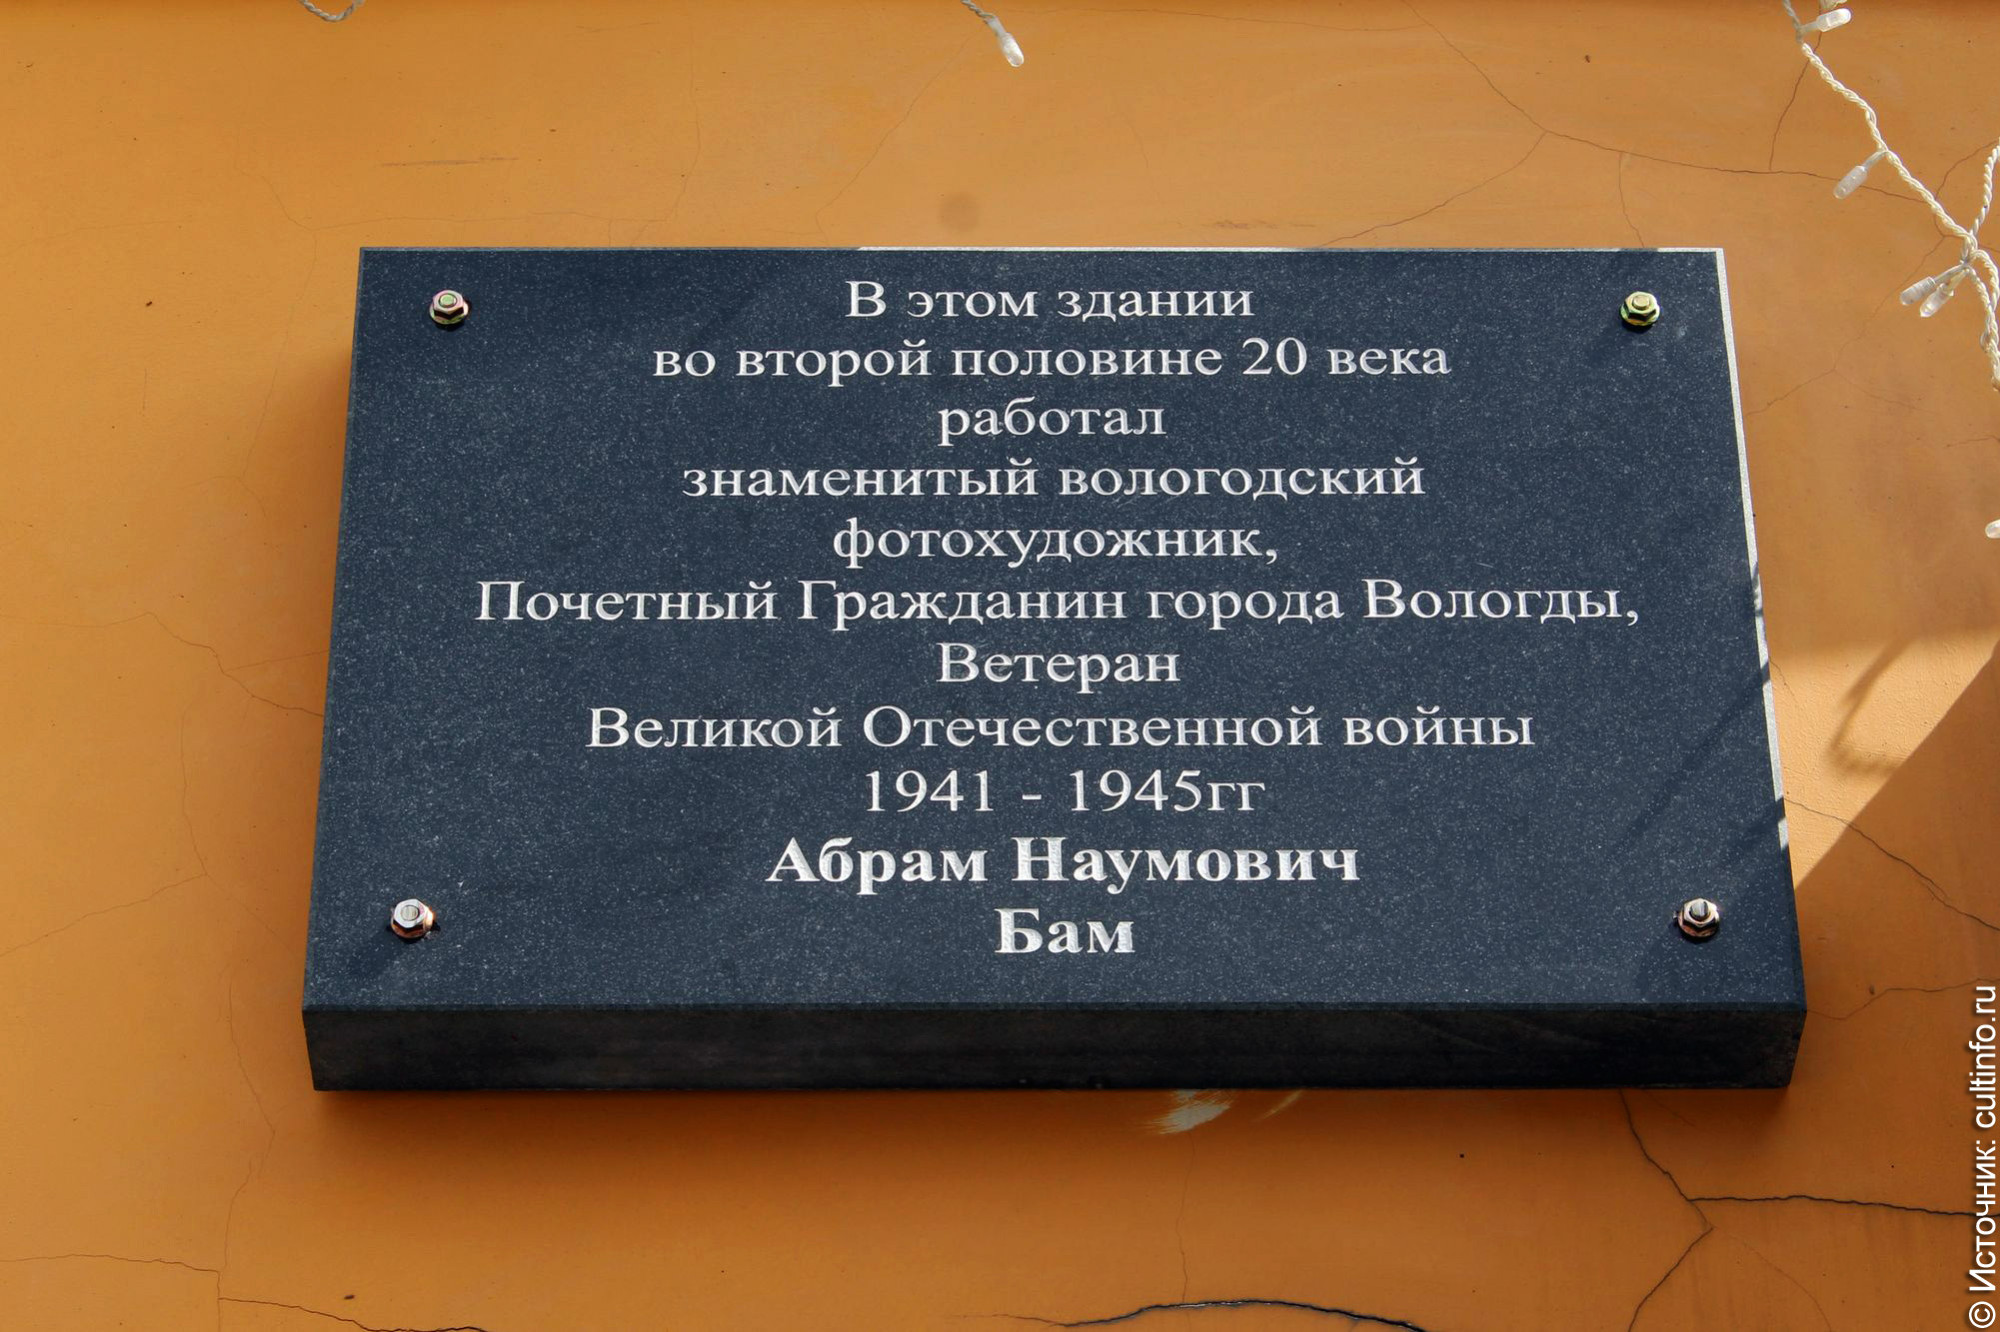 В этом здании
во второй половине 20 века
работал
знаменитый вологодский
фотохудожник,
Почетный Гражданин города Вологды,
Ветеран
Великой Отечественной войны
1941 - 1945гг
Абрам Наумович
Бам
© Источник: cultinfo.ru